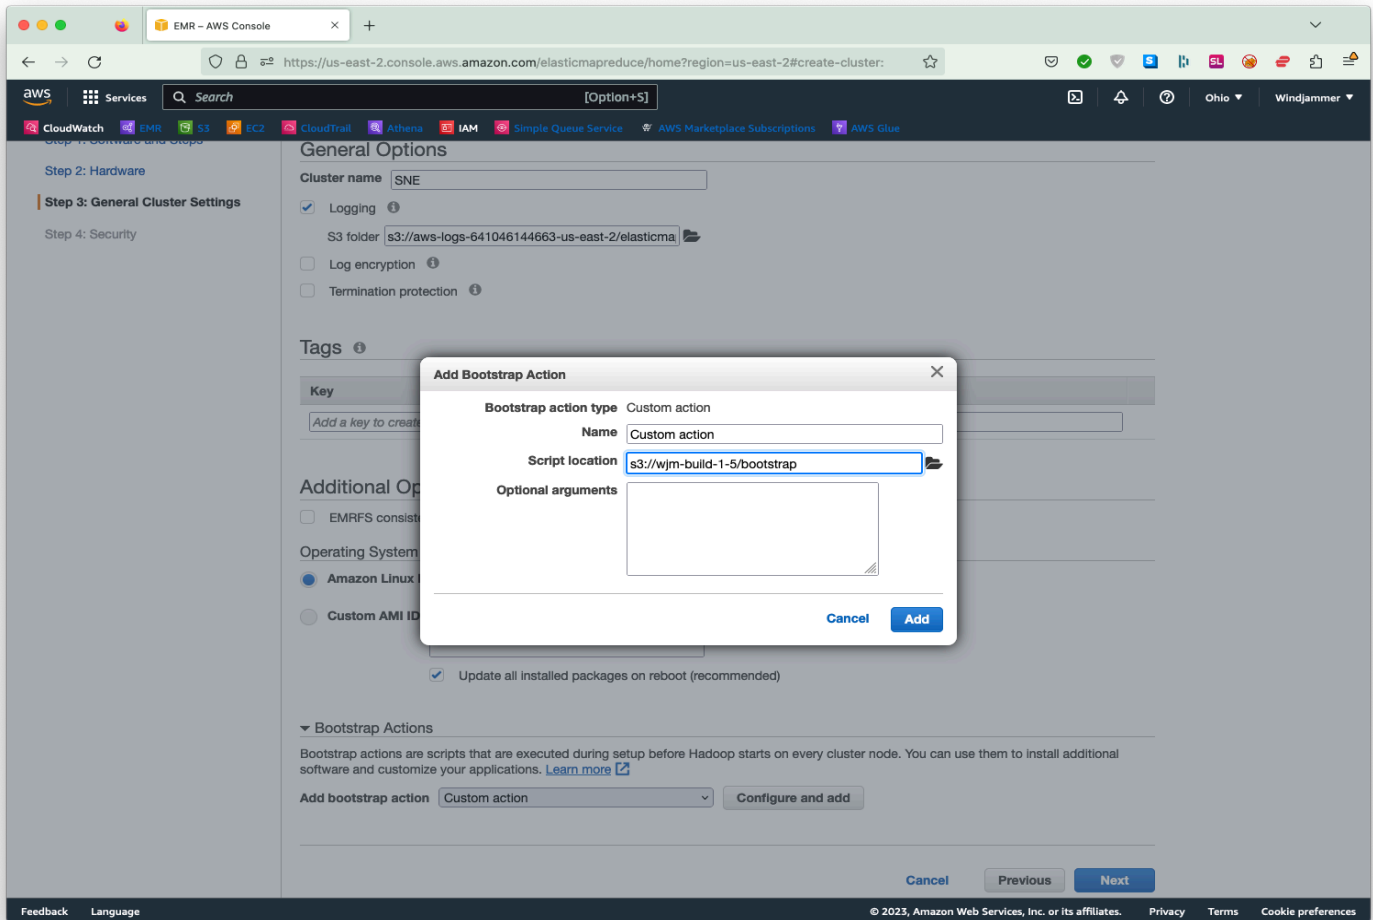 EMR – AWS Console
https://us-east-2.console.aws.amazon.com/elasticmapreduce/home?region=us-east-2#create-cluster:
aws Services Search [Option+S] Ohio Windjammer
CloudWatch EMR S3 EC2 CloudTrail Athena IAM Simple Queue Service AWS Marketplace Subscriptions AWS Glue
Step 1: Software and Steps
Step 2: Hardware
Step 3: General Cluster Settings
Step 4: Security
General Options
Cluster name SNE
Logging
S3 folder s3://aws-logs-641046144663-us-east-2/elasticma
Log encryption
Termination protection
Tags
Key
Add a key to create
Add Bootstrap Action
Bootstrap action type Custom action
Name Custom action
Script location s3://wjm-build-1-5/bootstrap
Optional arguments
Cancel Add
Additional Op
EMRFS consiste
Operating System
Amazon Linux
Custom AMI ID
Update all installed packages on reboot (recommended)
Bootstrap Actions
Bootstrap actions are scripts that are executed during setup before Hadoop starts on every cluster node. You can use them to install additional
software and customize your applications. Learn more
Add bootstrap action Custom action Configure and add
Cancel Previous Next
Feedback Language © 2023, Amazon Web Services, Inc. or its affiliates. Privacy Terms Cookie preferences